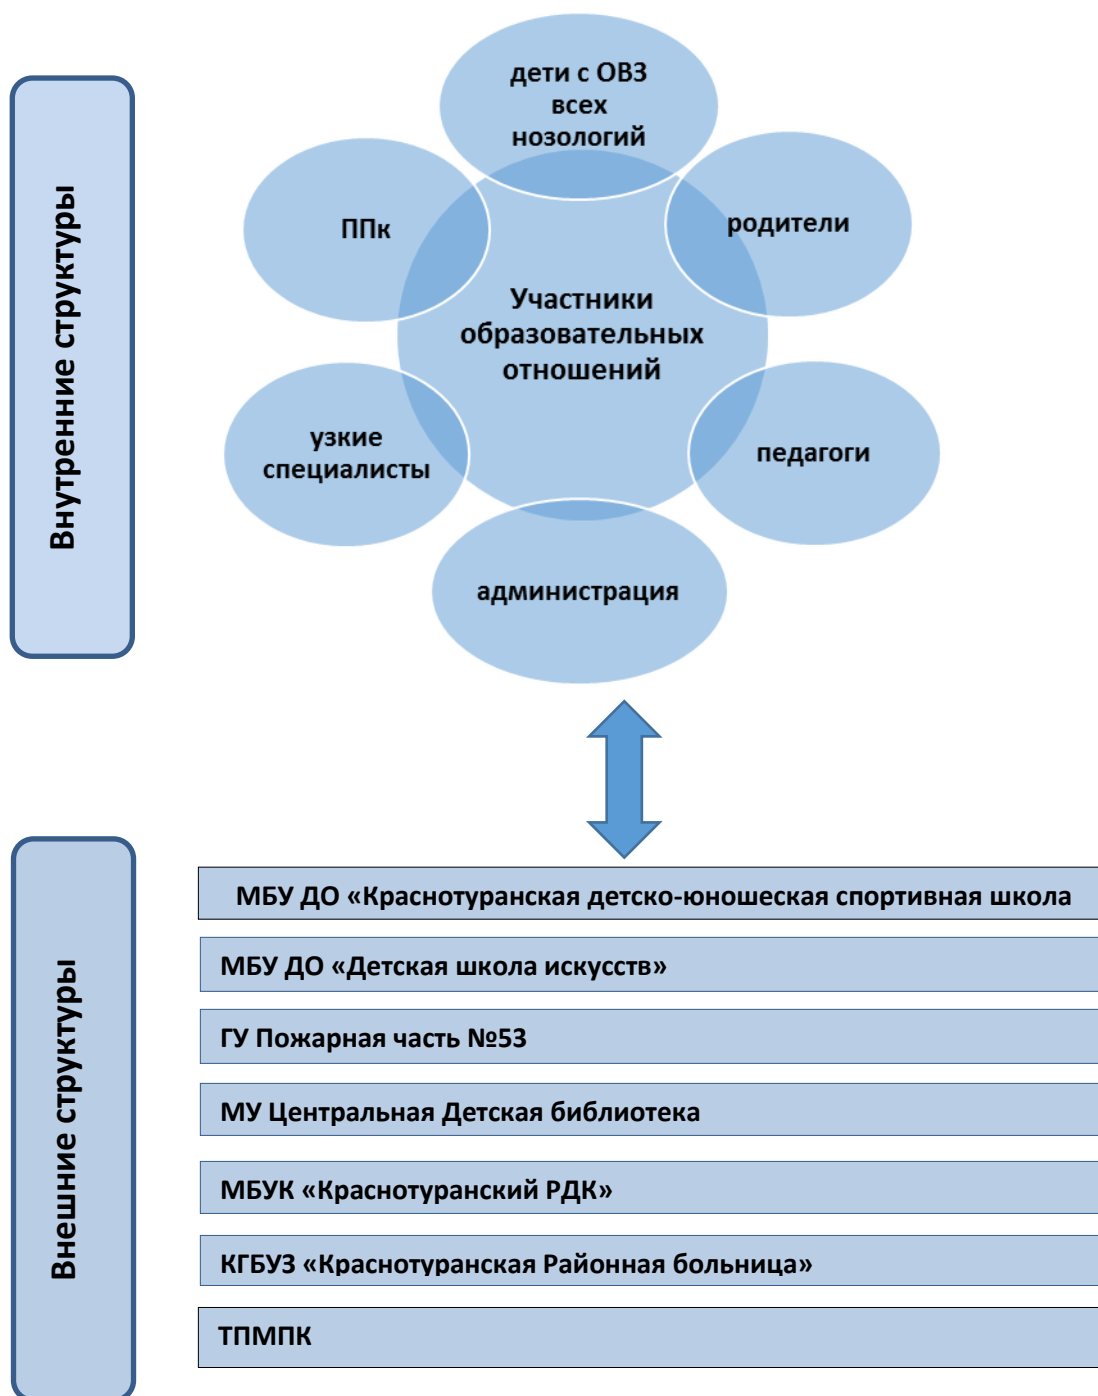 Внутренние структуры
дети с ОВЗ
всех
нозологий
ППк
родители
Участники
образовательных
отношений
узкие
специалисты
педагоги
администрация
Внешние структуры
МБУ ДО «Краснотуранская детско-юношеская спортивная школа
МБУ ДО «Детская школа искусств»
ГУ Пожарная часть №53
МУ Центральная Детская библиотека
МБУК «Краснотуранский РДК»
КГБУЗ «Краснотуранская Районная больница»
ТПМПК